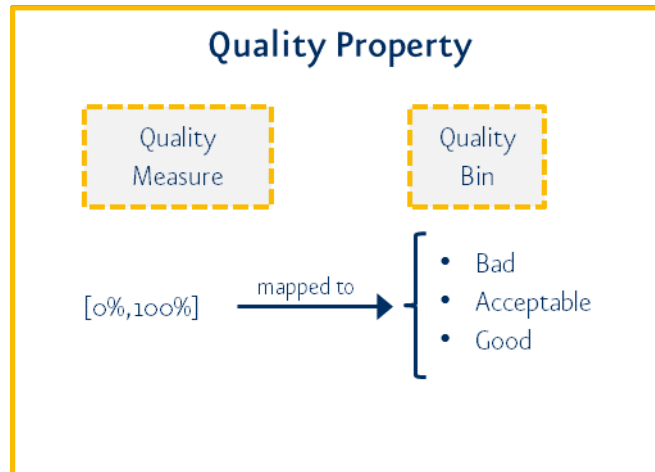 Quality Property
Quality
Measure
Quality
Bin
[0%,100%]
mapped to
• Bad
• Acceptable
• Good